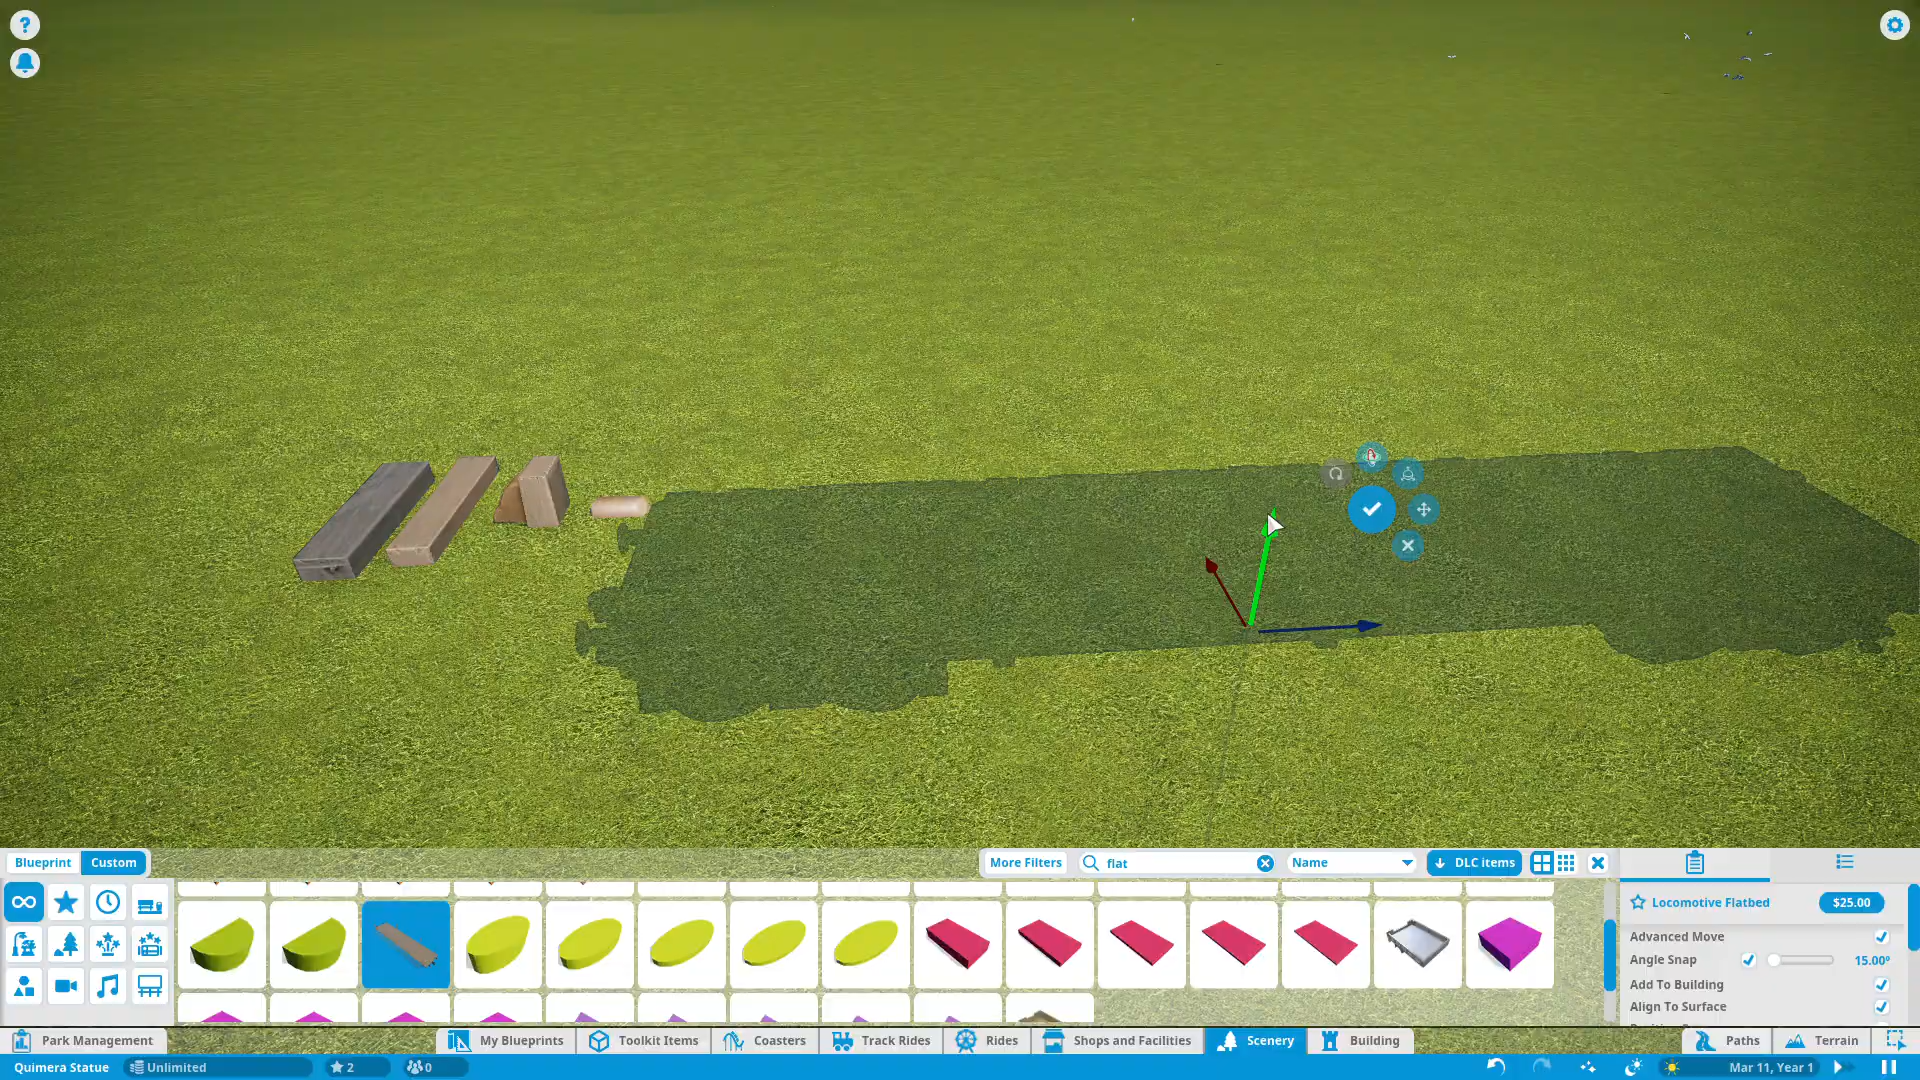 ?
Blueprint
Custom
More Filters
flat
Name
DLC items
Locomotive Flatbed
$25.00
Advanced Move
Angle Snap
15.00°
Add To Building
Align To Surface
Park Management
My Blueprints
Toolkit Items
Coasters
Track Rides
Rides
Shops and Facilities
Scenery
Building
Paths
Terrain
Quimera Statue
Unlimited
2
0
Mar 11, Year 1